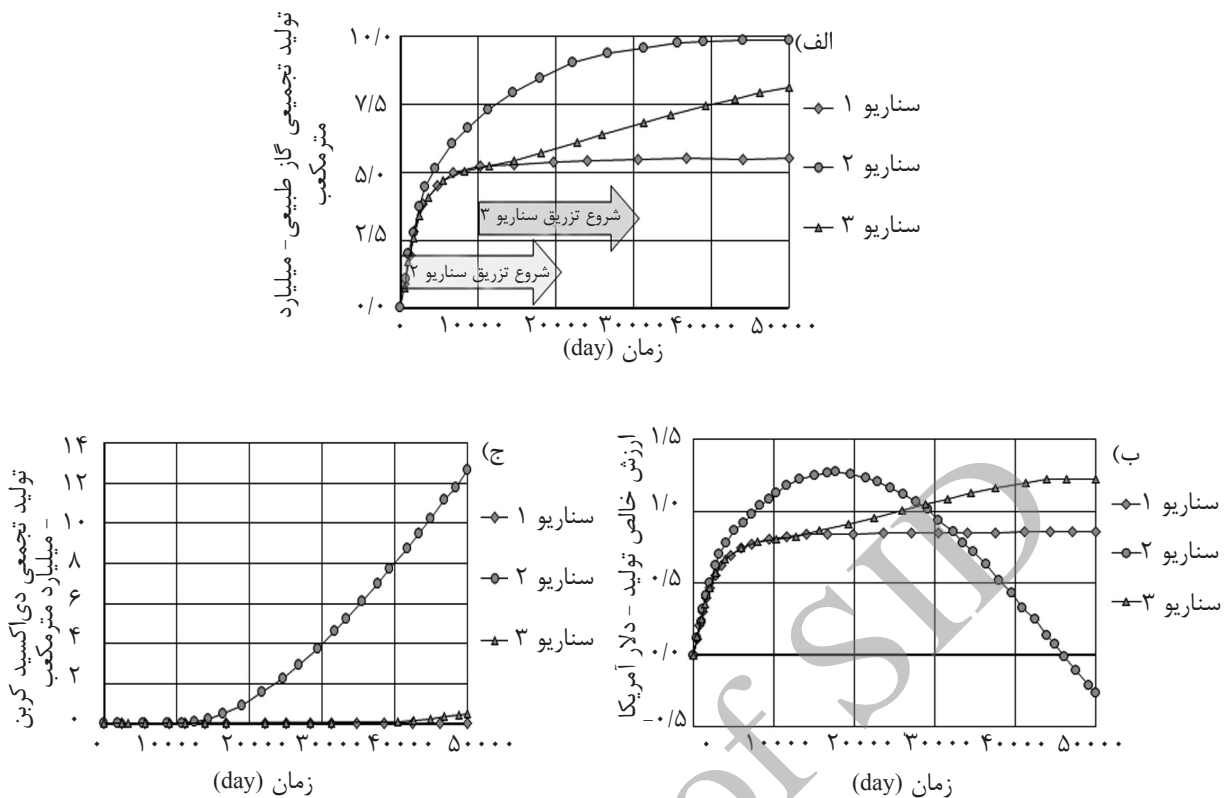 الف)
تولید تجمیعی گاز طبیعی- میلیارد
مترمکعب
۱۰/۰
۷/۵
۵/۰
۲/۵
۰/۰
۰ ۱۰۰۰۰ ۲۰۰۰۰ ۳۰۰۰۰ ۴۰۰۰۰ ۵۰۰۰۰
زمان (day)
شروع تزریق سناریو ۳
شروع تزریق سناریو ۲
سناریو ۱
سناریو ۲
سناریو ۳
ب)
ارزش خالص تولید - دلار آمریکا
۱/۵
۱/۰
۰/۵
۰/۰
-۰/۵
۰ ۱۰۰۰۰ ۲۰۰۰۰ ۳۰۰۰۰ ۴۰۰۰۰ ۵۰۰۰۰
زمان (day)
سناریو ۱
سناریو ۲
سناریو ۳
ج)
تولید تجمعی دی‌اکسید کربن
- میلیارد مترمکعب
۱۴
۱۲
۱۰
۸
۶
۴
۲
۰
۰ ۱۰۰۰۰ ۲۰۰۰۰ ۳۰۰۰۰ ۴۰۰۰۰ ۵۰۰۰۰
زمان (day)
سناریو ۱
سناریو ۲
سناریو ۳
of SID